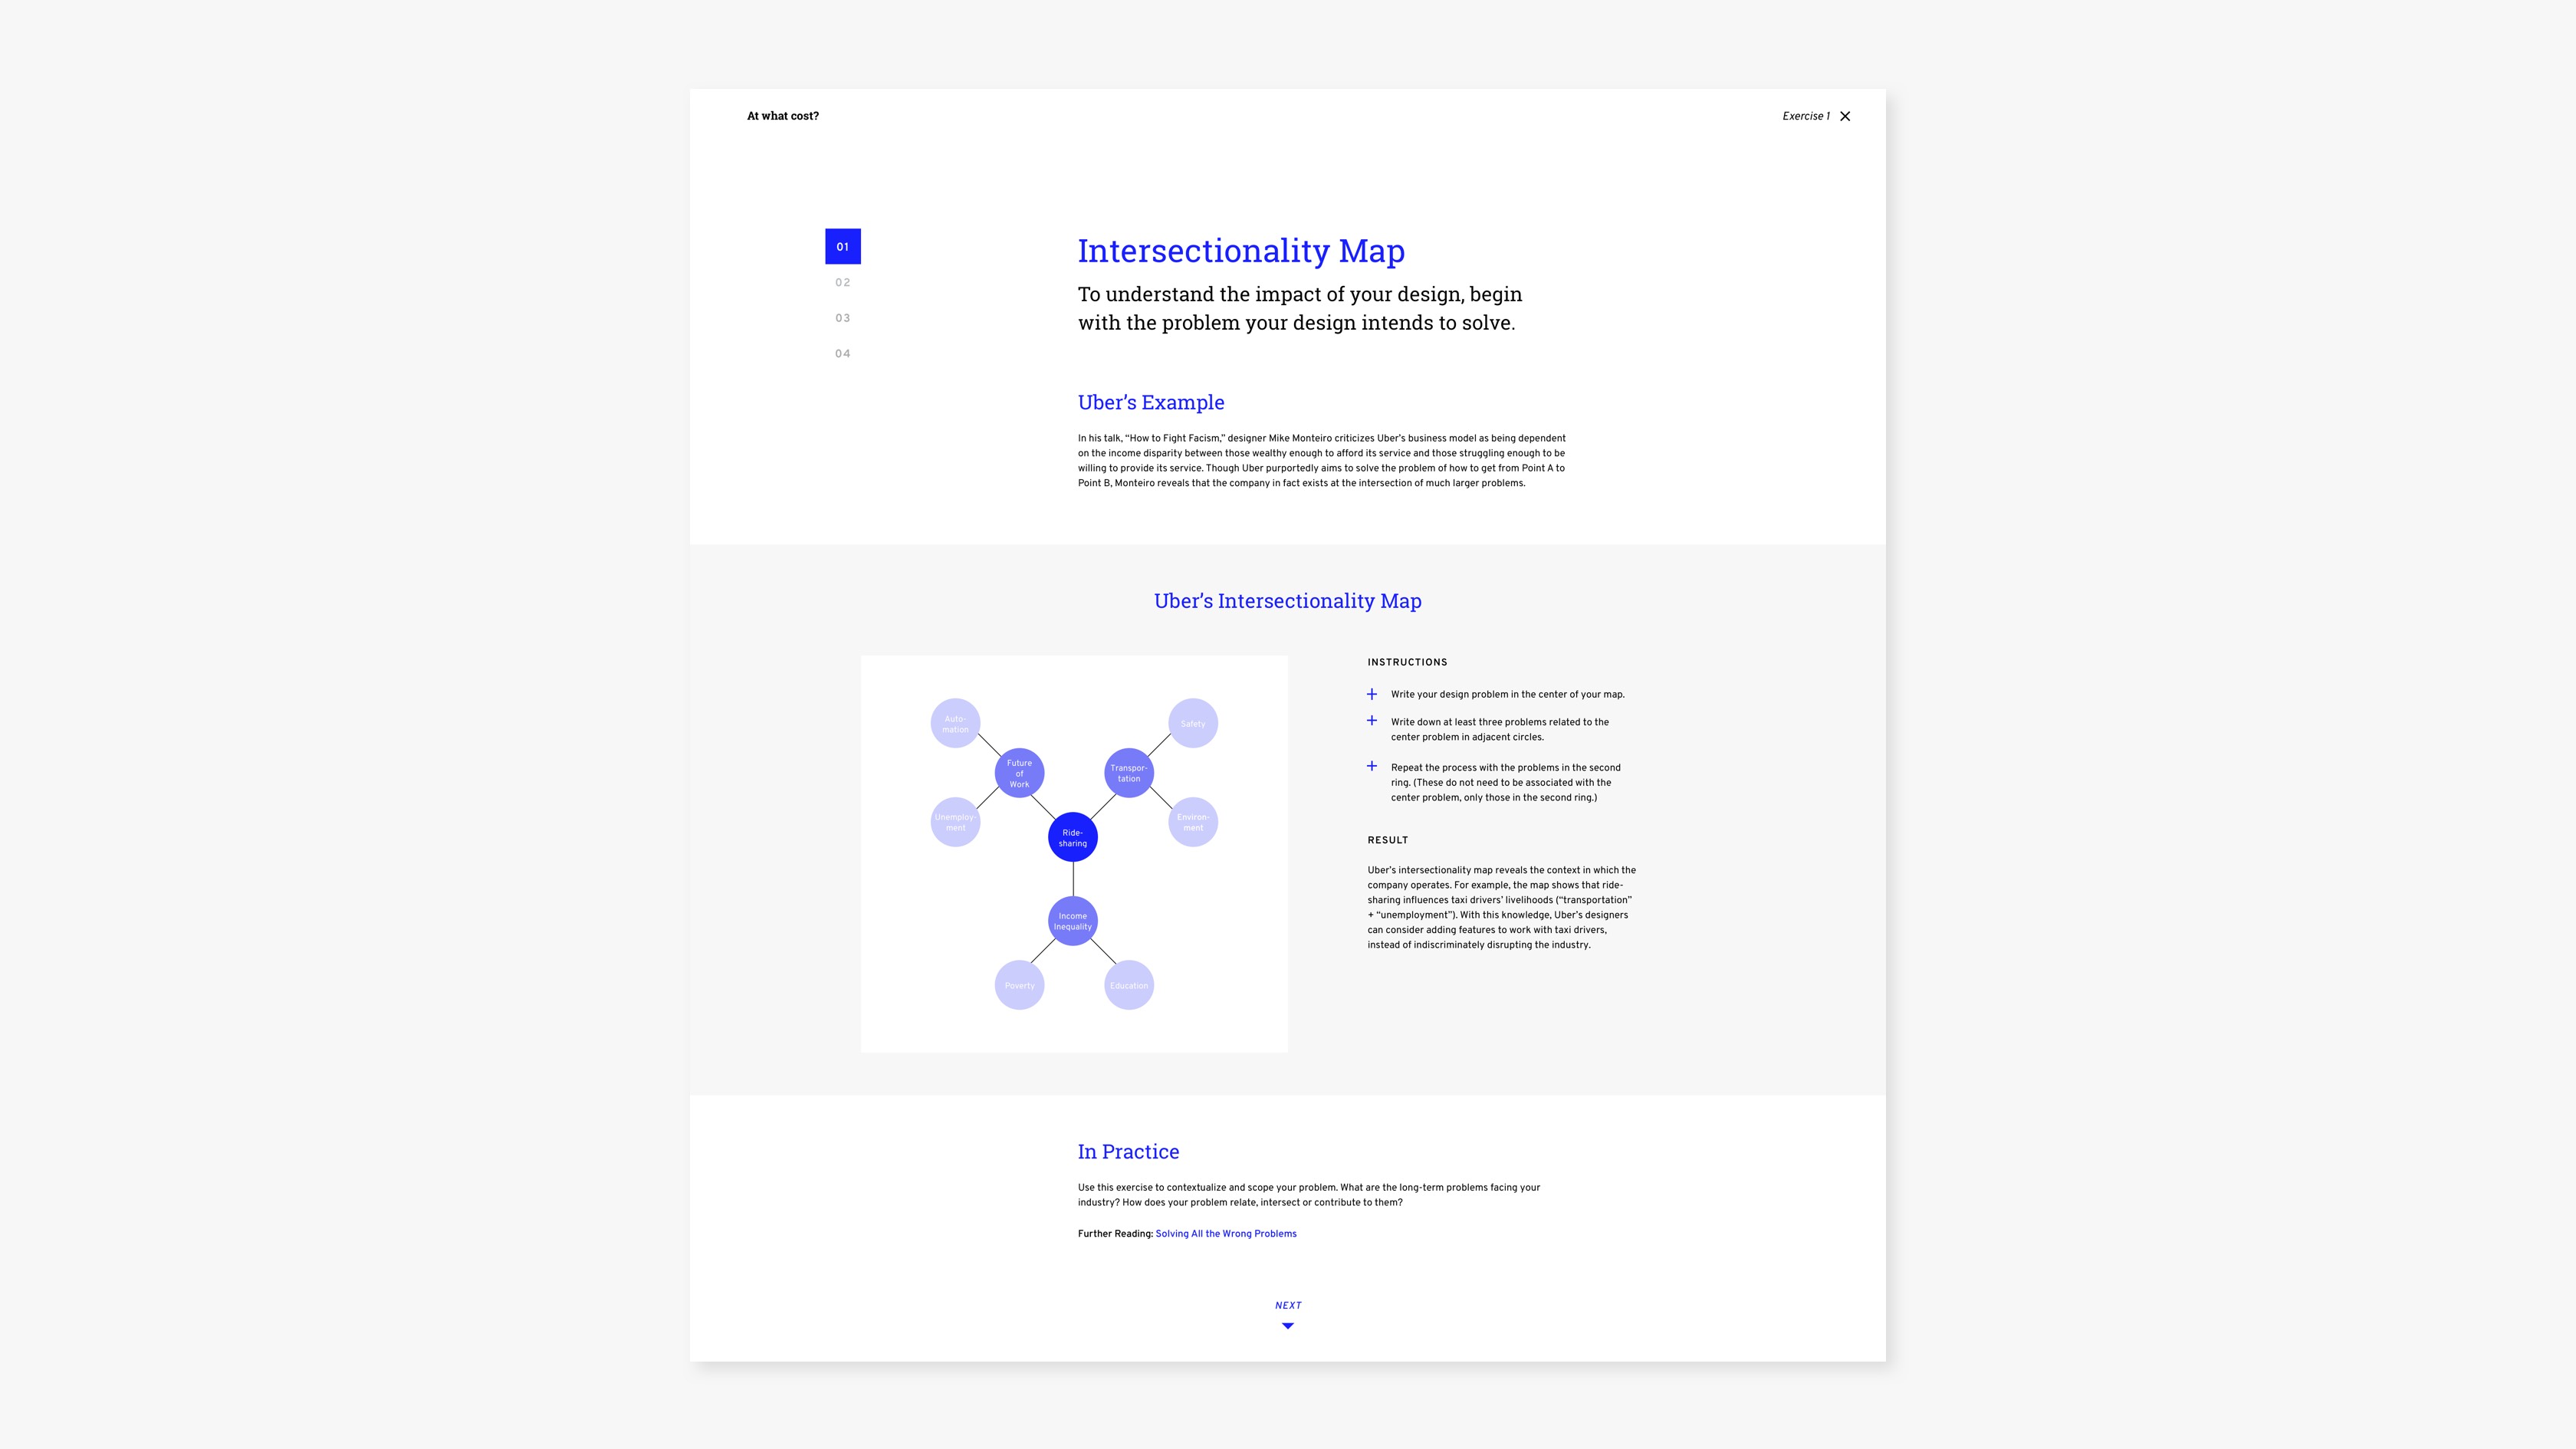 At what cost?
Exercise 1
01
02
03
04
Intersectionality Map
To understand the impact of your design, begin
with the problem your design intends to solve.
Uber’s Example
In his talk, “How to Fight Facism,” designer Mike Monteiro criticizes Uber’s business model as being dependent
on the income disparity between those wealthy enough to afford its service and those struggling enough to be
willing to provide its service. Though Uber purportedly aims to solve the problem of how to get from Point A to
Point B, Monteiro reveals that the company in fact exists at the intersection of much larger problems.
Uber’s Intersectionality Map
Auto-
mation
Safety
Future
of
Work
Transpor-
tation
Unemploy-
ment
Environ-
ment
Ride-
sharing
Income
Inequality
Poverty
Education
INSTRUCTIONS
Write your design problem in the center of your map.
Write down at least three problems related to the
center problem in adjacent circles.
Repeat the process with the problems in the second
ring. (These do not need to be associated with the
center problem, only those in the second ring.)
RESULT
Uber’s intersectionality map reveals the context in which the
company operates. For example, the map shows that ride-
sharing influences taxi drivers’ livelihoods (“transportation”
+ “unemployment”). With this knowledge, Uber’s designers
can consider adding features to work with taxi drivers,
instead of indiscriminately disrupting the industry.
In Practice
Use this exercise to contextualize and scope your problem. What are the long-term problems facing your
industry? How does your problem relate, intersect or contribute to them?
Further Reading: Solving All the Wrong Problems
NEXT